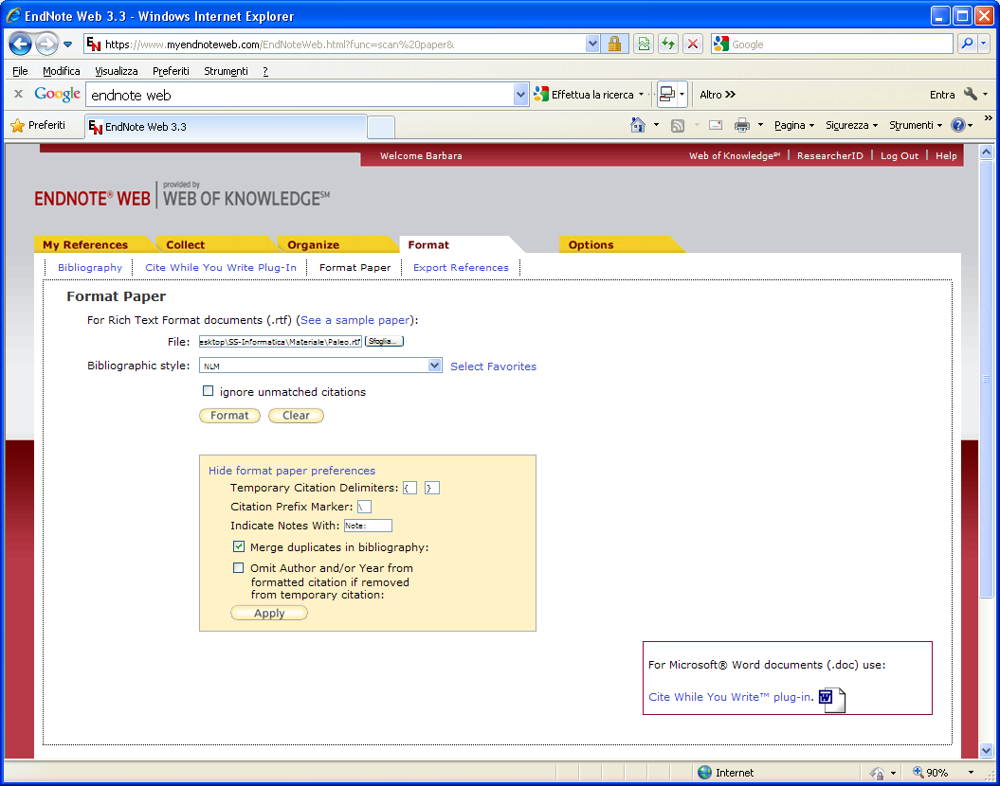 EndNote Web 3.3 - Windows Internet Explorer
https://www.myendnoteweb.com/EndNoteWeb.html?func=scan%20paper&
Google
File Modifica Visualizza Preferiti Strumenti ?
x Google endnote web Effettua la ricerca Altro >> Entra
Preferiti EndNote Web 3.3 Pagina Sicurezza Strumenti
Welcome Barbara Web of Knowledge℠ | ResearcherID | Log Out | Help
ENDNOTE® WEB provided by WEB OF KNOWLEDGE℠
My References Collect Organize Format Options
Bibliography Cite While You Write Plug-In Format Paper Export References
Format Paper
For Rich Text Format documents (.rtf) (See a sample paper):
File: esktop\SS-Informatica\Materiale\Paleo.rtf Sfoglia...
Bibliographic style: NLM Select Favorites
ignore unmatched citations
Format Clear
Hide format paper preferences
Temporary Citation Delimiters: { }
Citation Prefix Marker: \
Indicate Notes With: Note:
Merge duplicates in bibliography:
Omit Author and/or Year from
formatted citation if removed
from temporary citation:
Apply
For Microsoft® Word documents (.doc) use:
Cite While You Write™ plug-in. W
Internet 90%